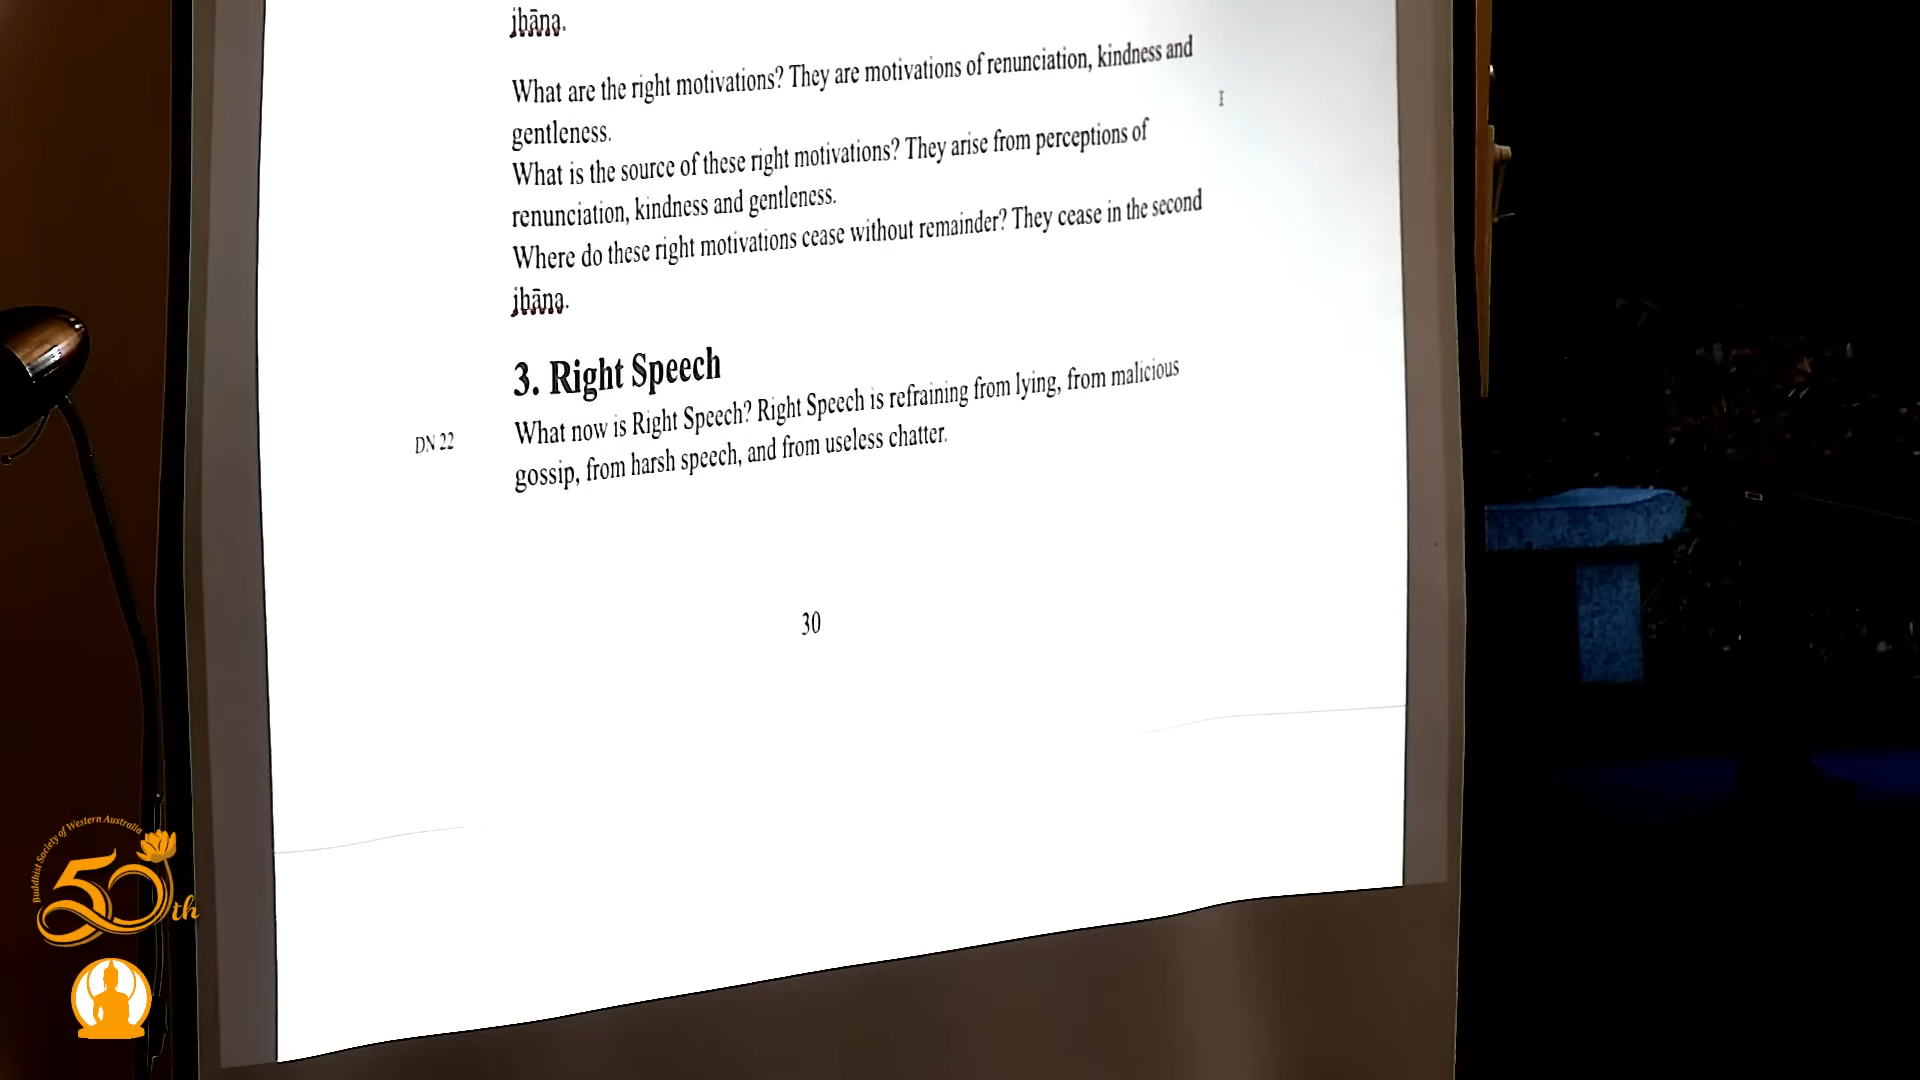 jhāna.
What are the right motivations? They are motivations of renunciation, kindness and
gentleness.
What is the source of these right motivations? They arise from perceptions of
renunciation, kindness and gentleness.
Where do these right motivations cease without remainder? They cease in the second
jhāna.
3. Right Speech
DN 22
What now is Right Speech? Right Speech is refraining from lying, from malicious
gossip, from harsh speech, and from useless chatter.
30
Buddhist Society of Western Australia
50th